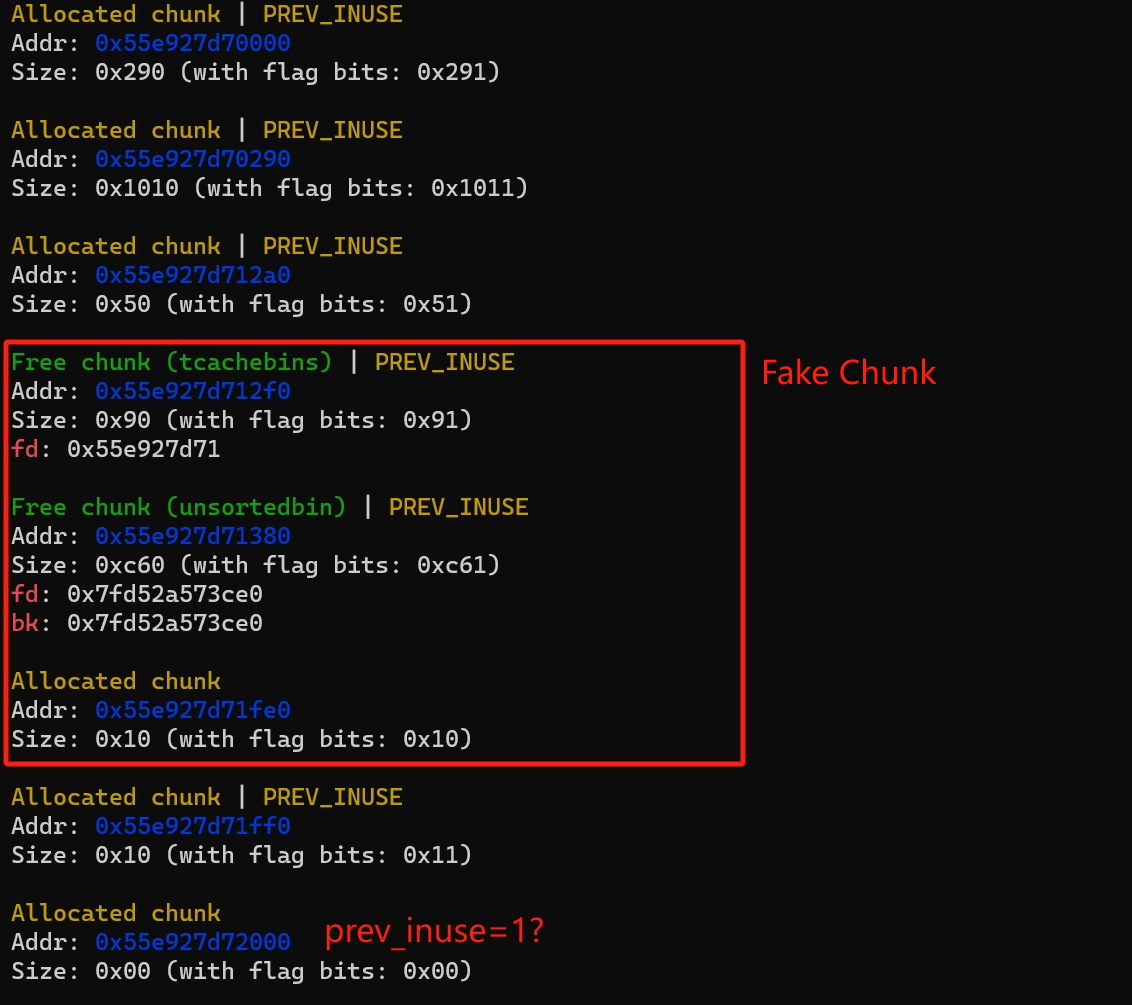 Allocated chunk | PREV_INUSE
Addr: 0x55e927d70000
Size: 0x290 (with flag bits: 0x291)
Allocated chunk | PREV_INUSE
Addr: 0x55e927d70290
Size: 0x1010 (with flag bits: 0x1011)
Allocated chunk | PREV_INUSE
Addr: 0x55e927d712a0
Size: 0x50 (with flag bits: 0x51)
Free chunk (tcachebins) | PREV_INUSE
Fake Chunk
Addr: 0x55e927d712f0
Size: 0x90 (with flag bits: 0x91)
fd: 0x55e927d71
Free chunk (unsortedbin) | PREV_INUSE
Addr: 0x55e927d71380
Size: 0xc60 (with flag bits: 0xc61)
fd: 0x7fd52a573ce0
bk: 0x7fd52a573ce0
Allocated chunk
Addr: 0x55e927d71fe0
Size: 0x10 (with flag bits: 0x10)
Allocated chunk | PREV_INUSE
Addr: 0x55e927d71ff0
Size: 0x10 (with flag bits: 0x11)
Allocated chunk
Addr: 0x55e927d72000 prev_inuse=1?
Size: 0x00 (with flag bits: 0x00)